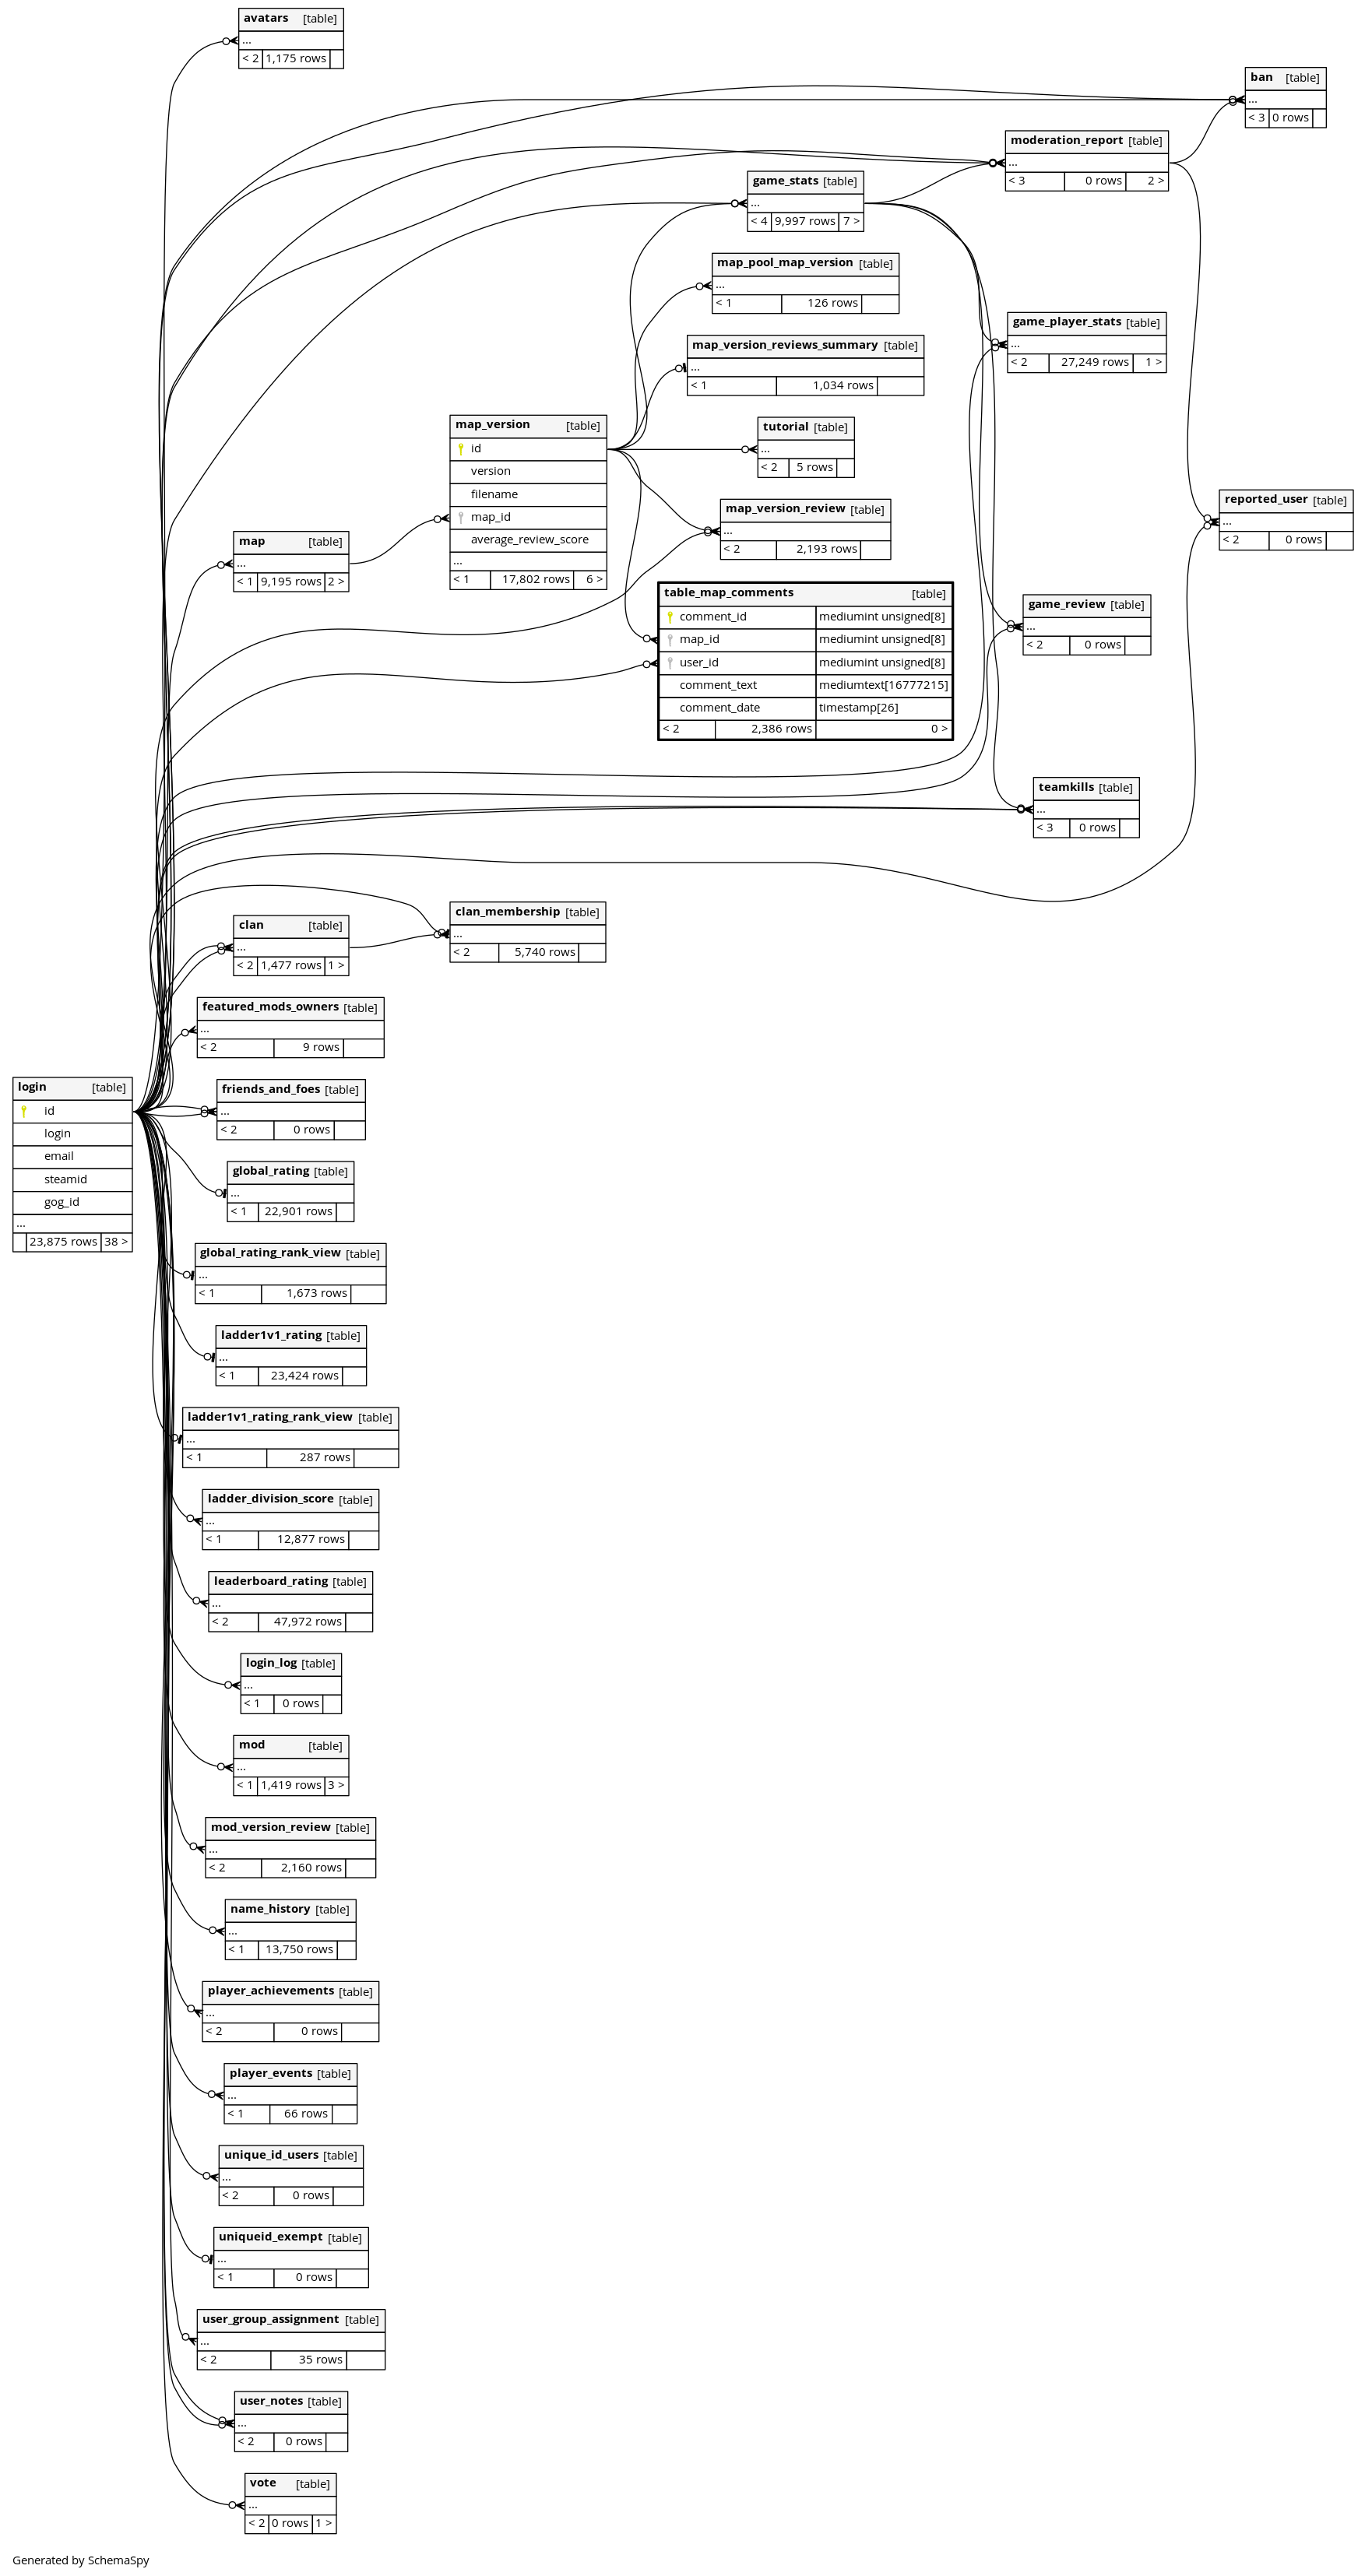 avatars [table]
...
< 2 1,175 rows
ban [table]
...
< 3 0 rows
moderation_report [table]
...
< 3 0 rows 2 >
game_stats [table]
...
< 4 9,997 rows 7 >
map_pool_map_version [table]
...
< 1 126 rows
game_player_stats [table]
...
< 2 27,249 rows 1 >
map_version_reviews_summary [table]
...
< 1 1,034 rows
map_version [table]
id
version
filename
map_id
average_review_score
...
< 1 17,802 rows 6 >
tutorial [table]
...
< 2 5 rows
map_version_review [table]
...
< 2 2,193 rows
reported_user [table]
...
< 2 0 rows
map [table]
...
< 1 9,195 rows 2 >
table_map_comments [table]
comment_id mediumint unsigned[8]
map_id mediumint unsigned[8]
user_id mediumint unsigned[8]
comment_text mediumtext[16777215]
comment_date timestamp[26]
< 2 2,386 rows 0 >
game_review [table]
...
< 2 0 rows
teamkills [table]
...
< 3 0 rows
clan_membership [table]
...
< 2 5,740 rows
clan [table]
...
< 2 1,477 rows 1 >
featured_mods_owners [table]
...
< 2 9 rows
login [table]
id
login
email
steamid
gog_id
...
23,875 rows 38 >
friends_and_foes [table]
...
< 2 0 rows
global_rating [table]
...
< 1 22,901 rows
global_rating_rank_view [table]
...
< 1 1,673 rows
ladder1v1_rating [table]
...
< 1 23,424 rows
ladder1v1_rating_rank_view [table]
...
< 1 287 rows
ladder_division_score [table]
...
< 1 12,877 rows
leaderboard_rating [table]
...
< 2 47,972 rows
login_log [table]
...
< 1 0 rows
mod [table]
...
< 1 1,419 rows 3 >
mod_version_review [table]
...
< 2 2,160 rows
name_history [table]
...
< 1 13,750 rows
player_achievements [table]
...
< 2 0 rows
player_events [table]
...
< 1 66 rows
unique_id_users [table]
...
< 2 0 rows
uniqueid_exempt [table]
...
< 1 0 rows
user_group_assignment [table]
...
< 2 35 rows
user_notes [table]
...
< 2 0 rows
vote [table]
...
< 2 0 rows 1 >
Generated by SchemaSpy